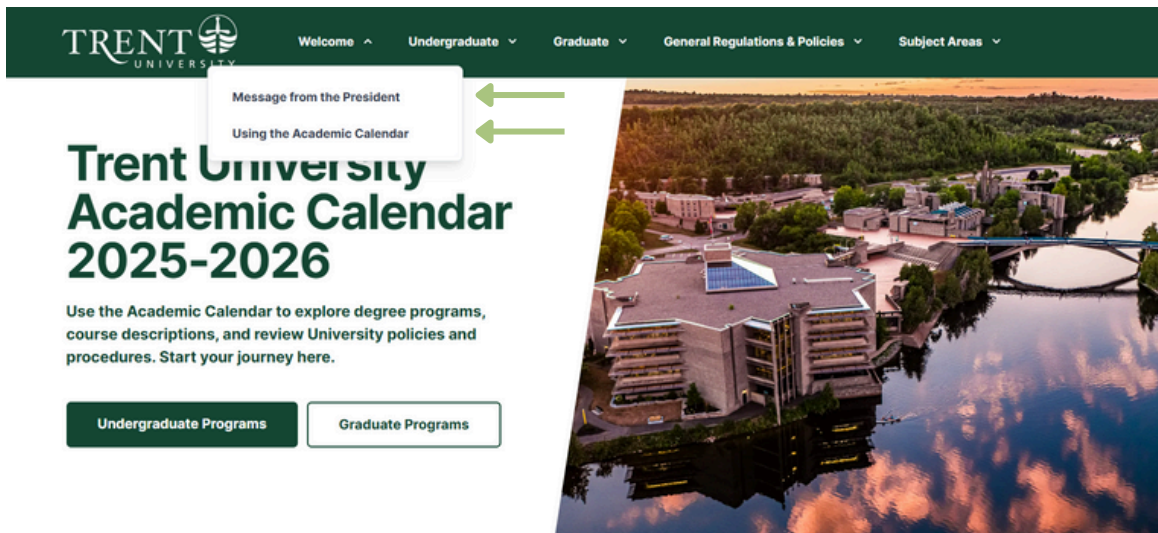 TRENT
UNIVERSITY
Welcome
Undergraduate
Graduate
General Regulations & Policies
Subject Areas
Message from the President
Using the Academic Calendar
Trent University
Academic Calendar
2025-2026
Use the Academic Calendar to explore degree programs,
course descriptions, and review University policies and
procedures. Start your journey here.
Undergraduate Programs
Graduate Programs